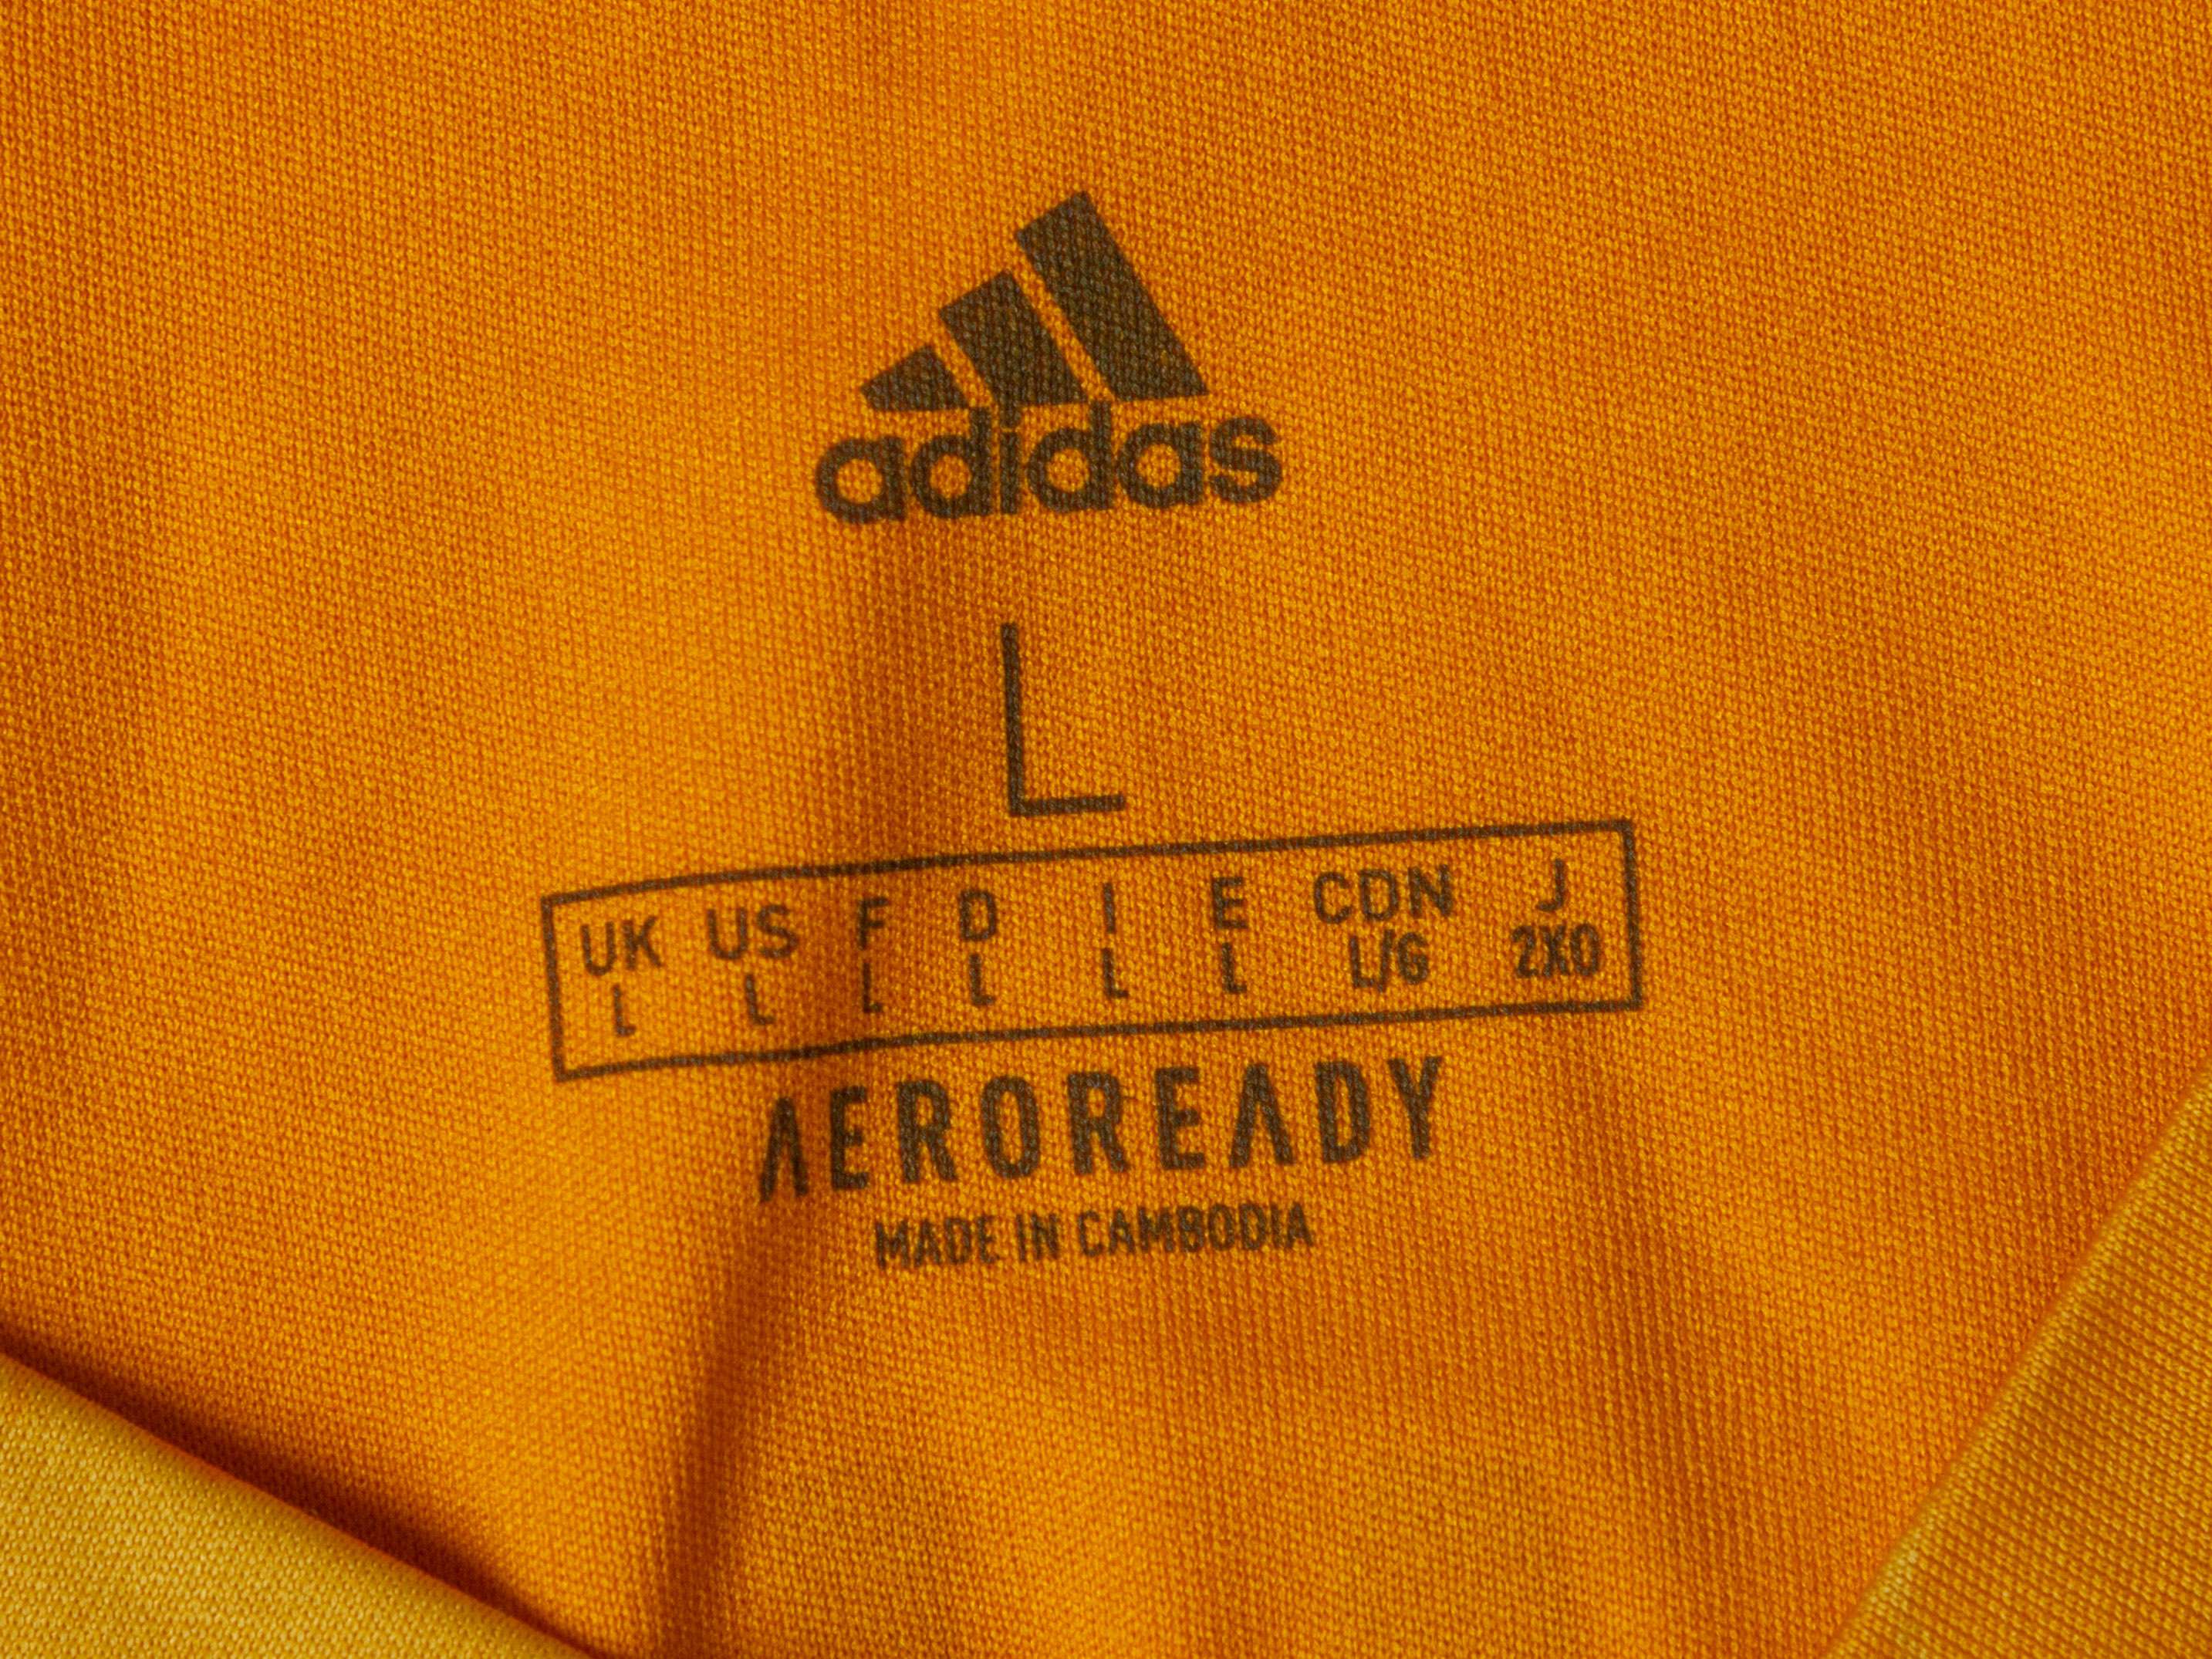 adidas
L
UK US F D I E CDN J
L L L L L L L/G 2XO
AEROREADY
MADE IN CAMBODIA